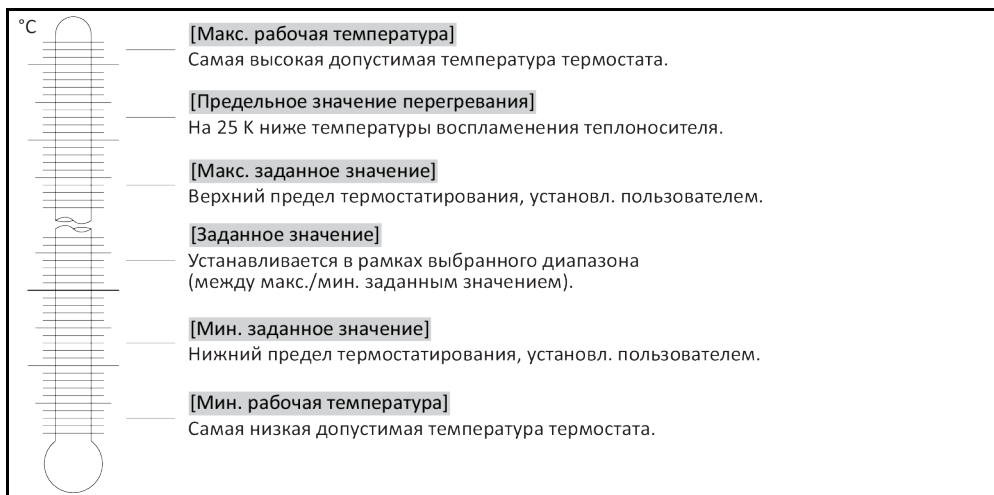 °C
[Макс. рабочая температура]
Самая высокая допустимая температура термостата.
[Предельное значение перегревания]
На 25 K ниже температуры воспламенения теплоносителя.
[Макс. заданное значение]
Верхний предел термостатирования, установл. пользователем.
[Заданное значение]
Устанавливается в рамках выбранного диапазона
(между макс./мин. заданным значением).
[Мин. заданное значение]
Нижний предел термостатирования, установл. пользователем.
[Мин. рабочая температура]
Самая низкая допустимая температура термостата.